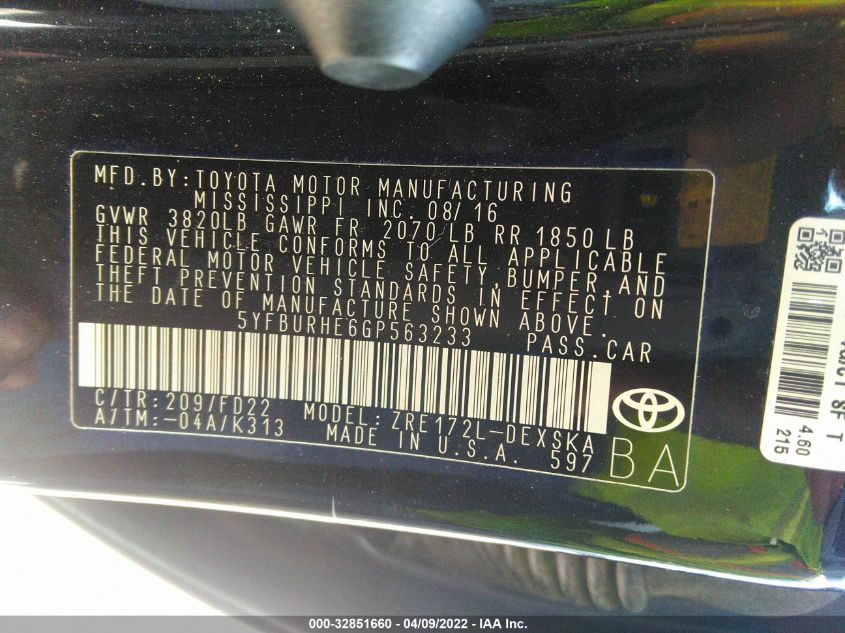 MFD.BY:TOYOTA MOTOR MANUFACTURING
MISSISSIPPI INC. 08/16
GVWR 3820LB GAWR FR 2070LB RR 1850LB
THIS VEHICLE CONFORMS TO ALL APPLICABLE
FEDERAL MOTOR VEHICLE SAFETY, BUMPER, AND
THEFT PREVENTION STANDARDS IN EFFECT ON
THE DATE OF MANUFACTURE SHOWN ABOVE.
5YFBURHE6GP563233 PASS.CAR
C/TR:209/FD22 MODEL:ZRE172L-DEXSKA
A/TM:-04A/K313 MADE IN U.S.A. 597
BA
SF T
4.60
215
000-32851660 - 04/09/2022 - IAA Inc.